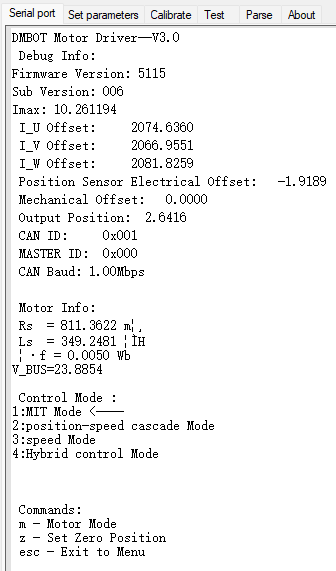 Serial port Set parameters Calibrate Test Parse About
DMBOT Motor Driver——V3.0
Debug Info:
Firmware Version: 5115
Sub Version: 006
Imax: 10.261194
I_U Offset: 2074.6360
I_V Offset: 2066.9551
I_W Offset: 2081.8259
Position Sensor Electrical Offset: -1.9189
Mechanical Offset: 0.0000
Output Position: 2.6416
CAN ID: 0x001
MASTER ID: 0x000
CAN Baud: 1.00Mbps
Motor Info:
Rs = 811.3622 m¦¸
Ls = 349.2481 ¦ÌH
¦·f = 0.0050 Wb
V_BUS=23.8854
Control Mode :
1:MIT Mode <----
2:position-speed cascade Mode
3:speed Mode
4:Hybrid control Mode
Commands:
m - Motor Mode
z - Set Zero Position
esc - Exit to Menu